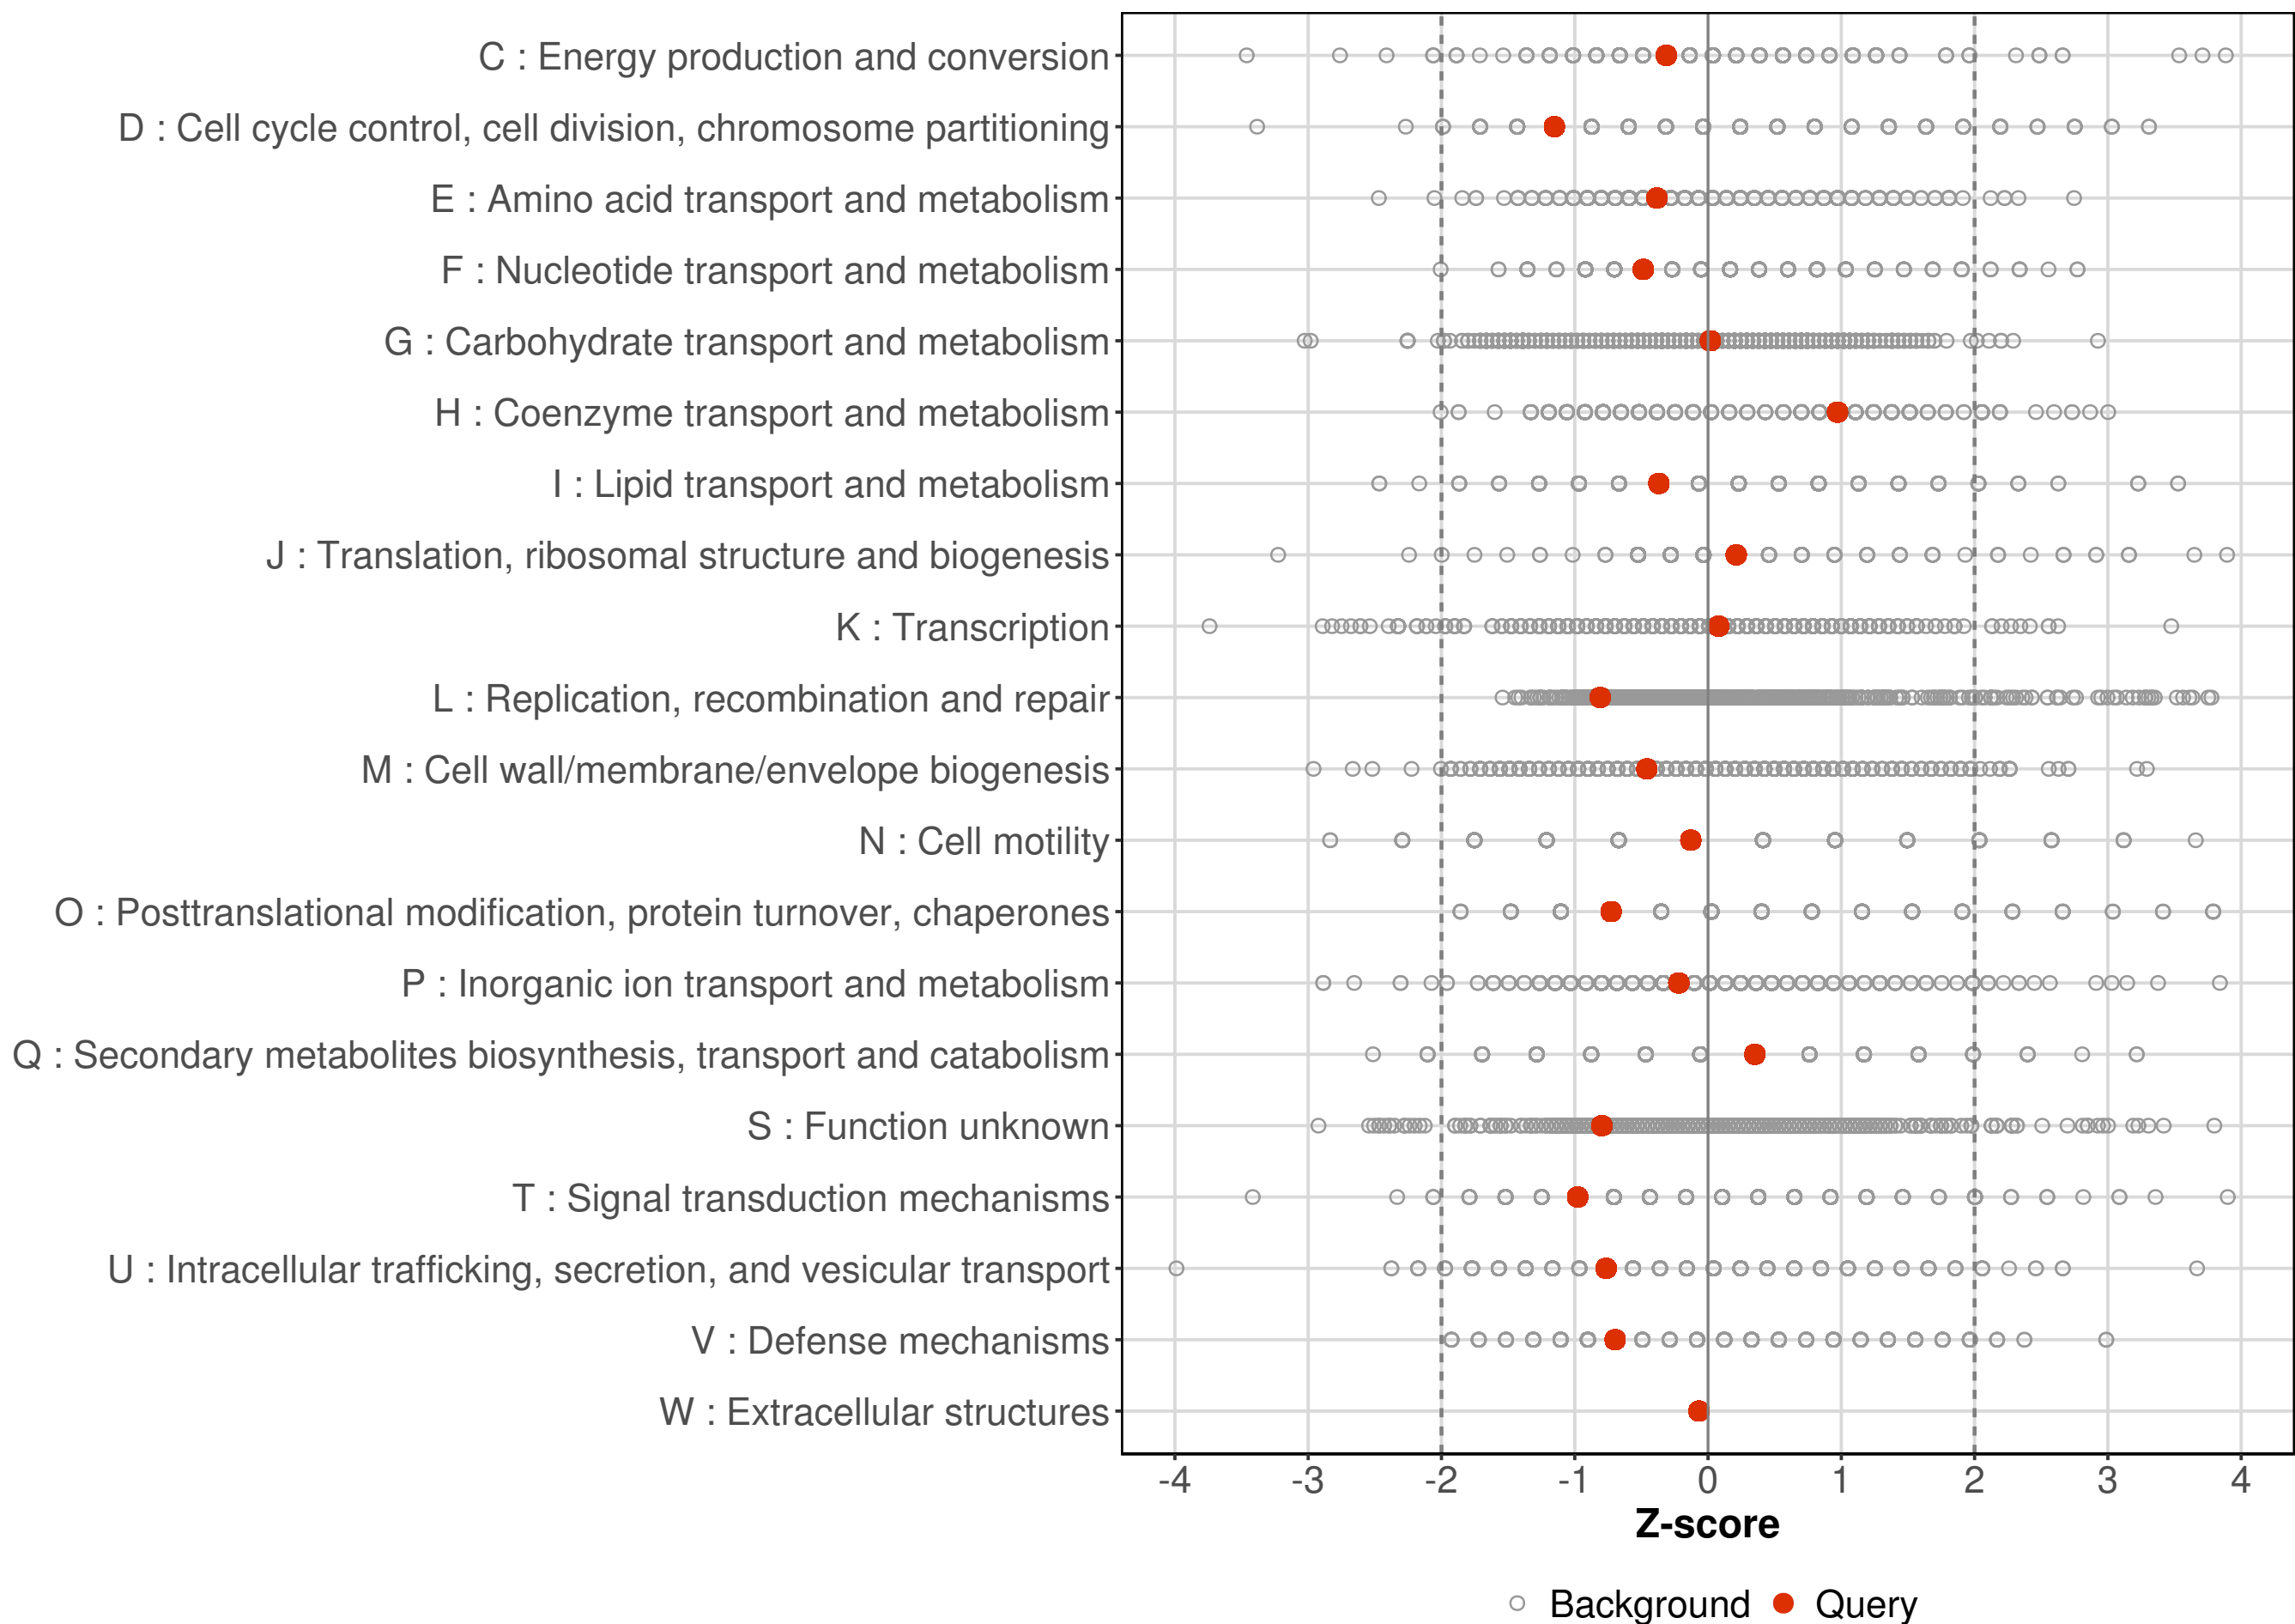 C : Energy production and conversion
D : Cell cycle control, cell division, chromosome partitioning
E : Amino acid transport and metabolism
F : Nucleotide transport and metabolism
G : Carbohydrate transport and metabolism
H : Coenzyme transport and metabolism
I : Lipid transport and metabolism
J : Translation, ribosomal structure and biogenesis
K : Transcription
L : Replication, recombination and repair
M : Cell wall/membrane/envelope biogenesis
N : Cell motility
O : Posttranslational modification, protein turnover, chaperones
P : Inorganic ion transport and metabolism
Q : Secondary metabolites biosynthesis, transport and catabolism
S : Function unknown
T : Signal transduction mechanisms
U : Intracellular trafficking, secretion, and vesicular transport
V : Defense mechanisms
W : Extracellular structures
-4 -3 -2 -1 0 1 2 3 4
Z-score
Background Query